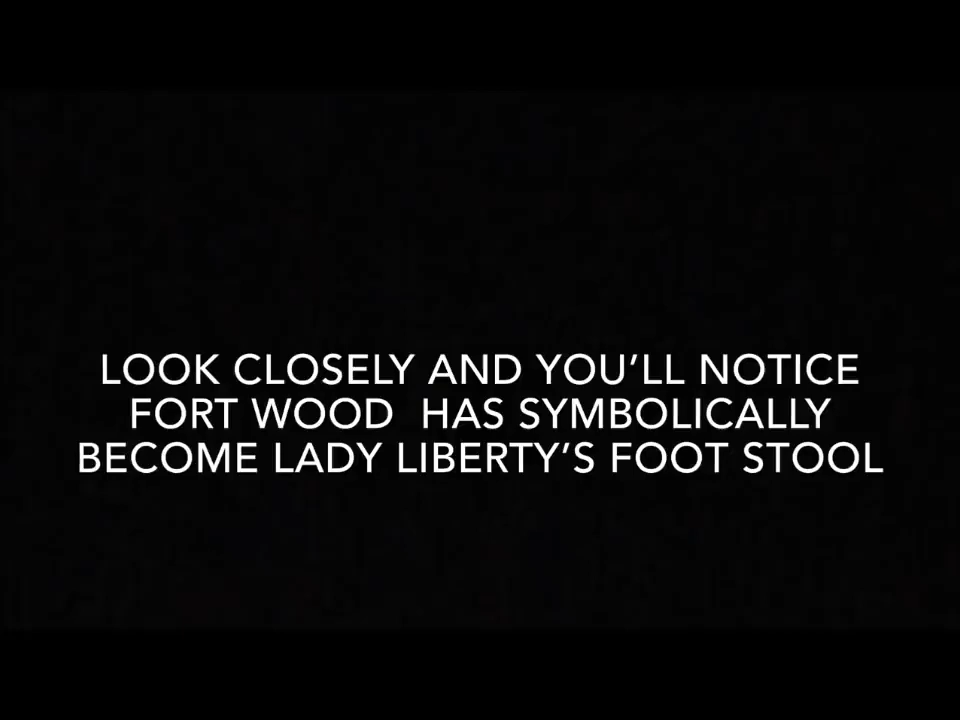 LOOK CLOSELY AND YOU’LL NOTICE
FORT WOOD  HAS SYMBOLICALLY
BECOME LADY LIBERTY’S FOOT STOOL